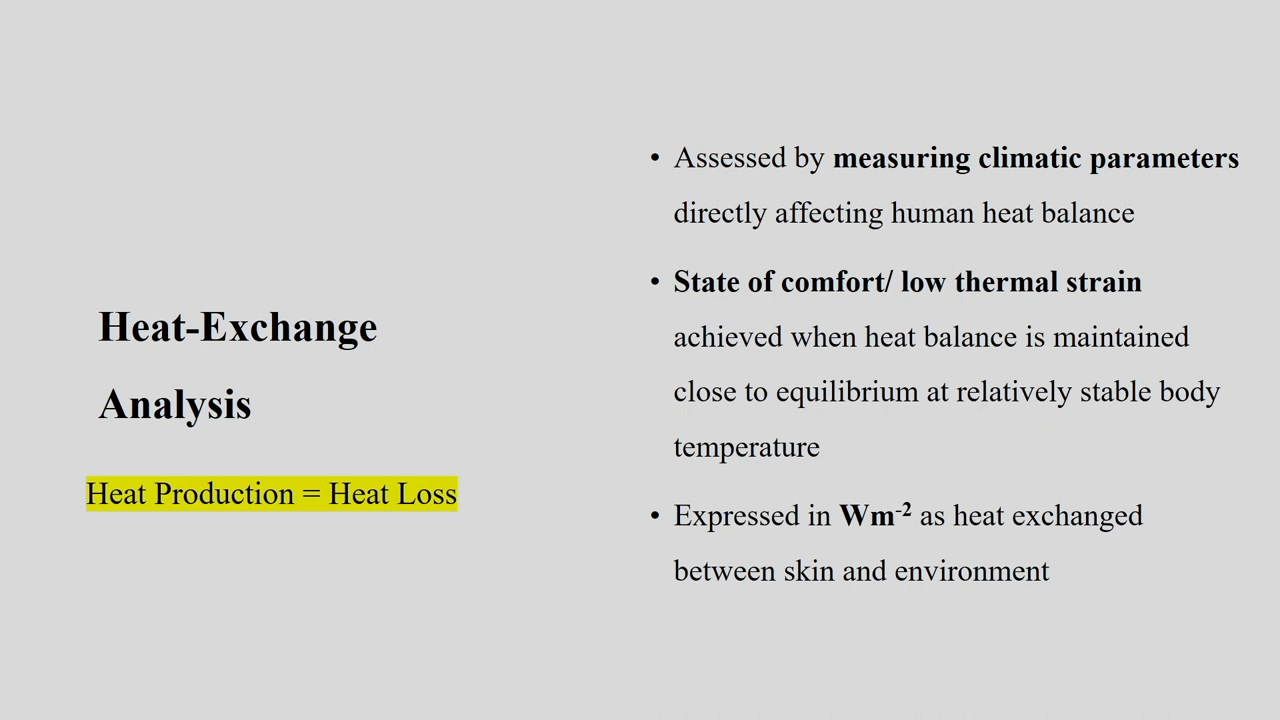 Heat-Exchange
Analysis
Heat Production = Heat Loss
• Assessed by measuring climatic parameters
directly affecting human heat balance
• State of comfort/ low thermal strain
achieved when heat balance is maintained
close to equilibrium at relatively stable body
temperature
• Expressed in Wm⁻² as heat exchanged
between skin and environment